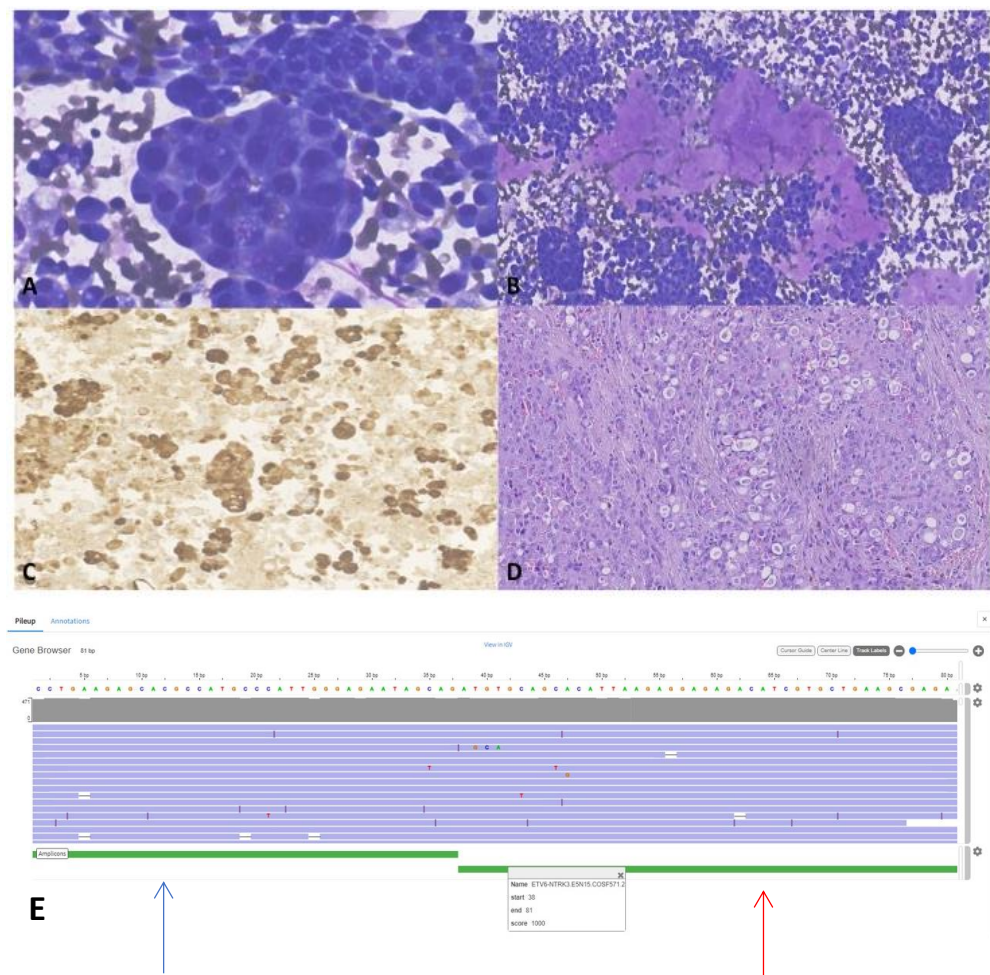 A
B
C
D
Pileup Annotations
×
Gene Browser 81 bp
View in IGV
Cursor Guide Center Line Track Labels
5 bp 10 bp 15 bp 20 bp 25 bp 30 bp 35 bp 40 bp 45 bp 50 bp 55 bp 60 bp 65 bp 70 bp 75 bp 80 bp
C C T G A A G A G C A C G C C A T G C C C A T T G G G A G A A T A G C A G A T G T G C A G C A C A T T A A G A G G A G A G A C A T C G T G C T G A A G C G A G A
471
0
G C A
T T
G
T
T
Amplicons
Name ETV6-NTRK3.E5N15.COSF571.2
start 38
end 81
score 1000
E